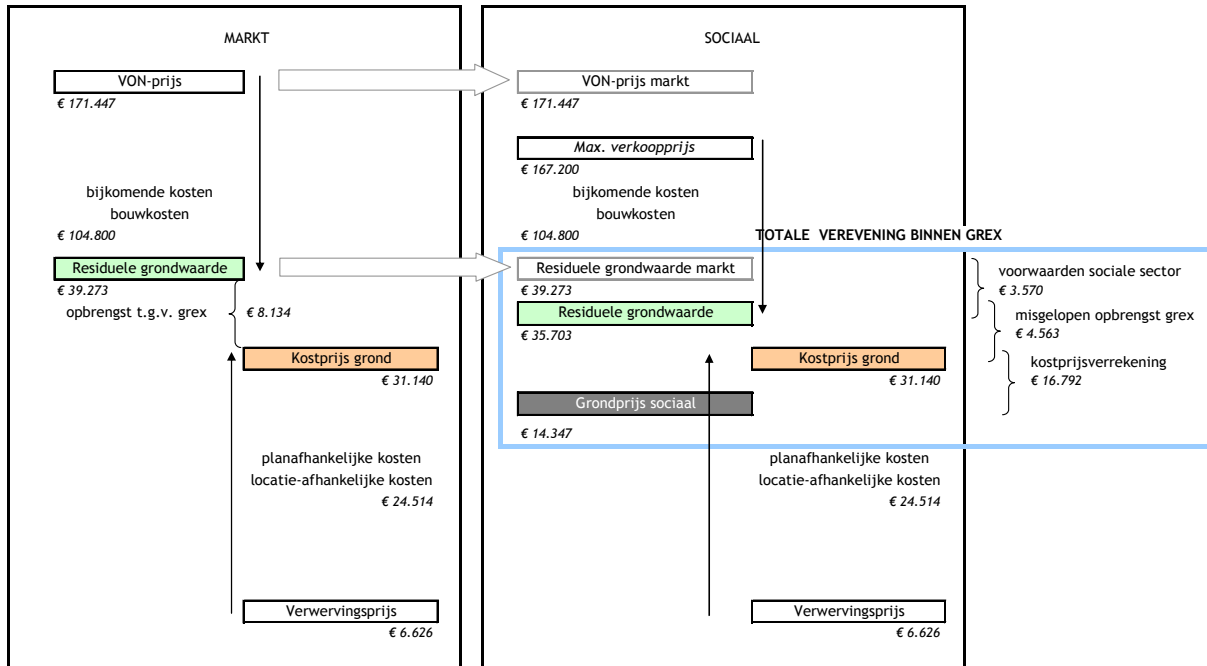 MARKT
VON-prijs
€ 171.447
bijkomende kosten
bouwkosten
€ 104.800
Residuele grondwaarde
€ 39.273
opbrengst t.g.v. grex
€ 8.134
Kostprijs grond
€ 31.140
planafhankelijke kosten
locatie-afhankelijke kosten
€ 24.514
Verwervingsprijs
€ 6.626
SOCIAAL
VON-prijs markt
€ 171.447
Max. verkoopprijs
€ 167.200
bijkomende kosten
bouwkosten
€ 104.800
TOTALE VEREVENING BINNEN GREX
Residuele grondwaarde markt
€ 39.273
Residuele grondwaarde
€ 35.703
Kostprijs grond
€ 31.140
Grondprijs sociaal
€ 14.347
voorwaarden sociale sector
€ 3.570
misgelopen opbrengst grex
€ 4.563
kostprijsverrekening
€ 16.792
planafhankelijke kosten
locatie-afhankelijke kosten
€ 24.514
Verwervingsprijs
€ 6.626